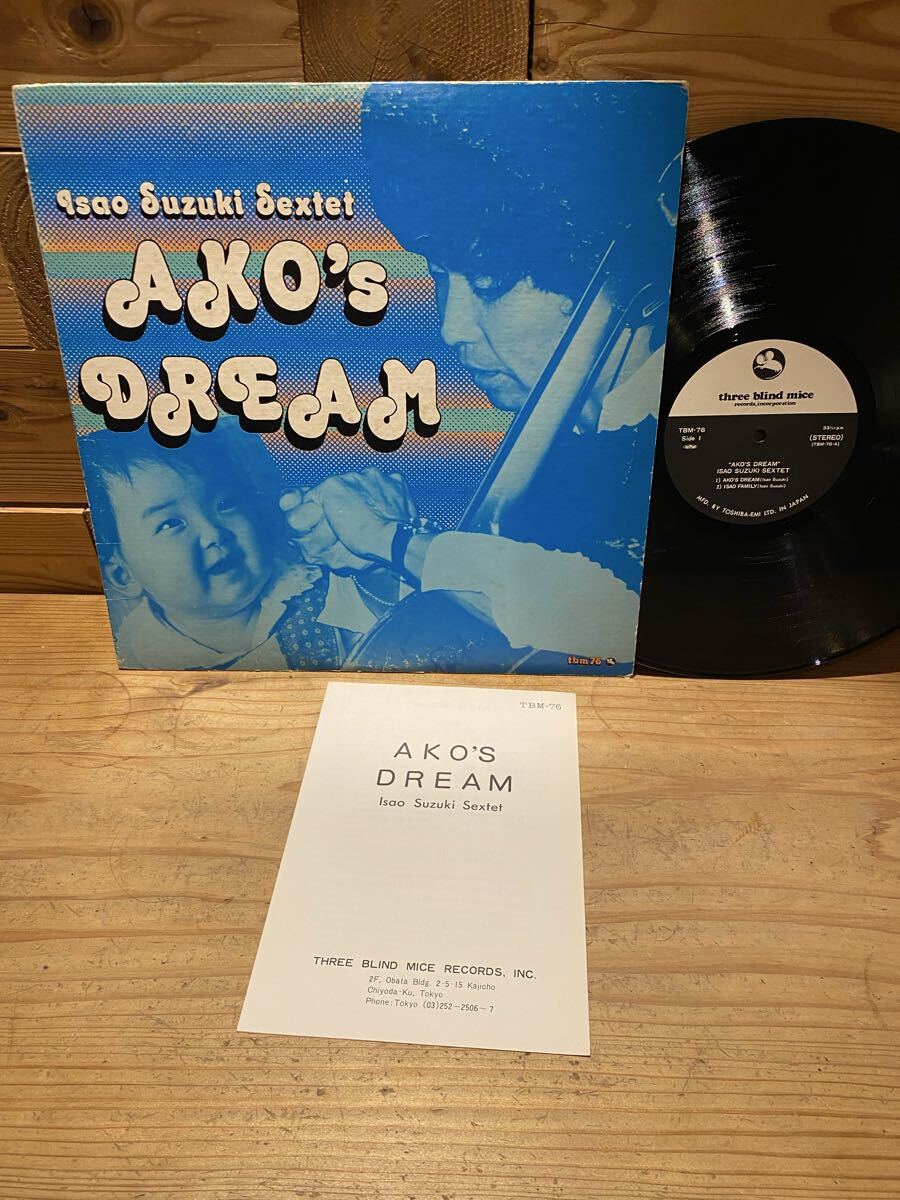 Isao Suzuki Sextet
AKO's
DREAM
tbm 76
three blind mice
records, incorporation
TBM-76
Side 1
33⅓r.p.m.
(STEREO)
(TBM-76-A)
"AKO'S DREAM"
ISAO SUZUKI SEXTET
1) AKO'S DREAM (Isao Suzuki)
2) ISAO FAMILY (Isao Suzuki)
MFD. BY TOSHIBA-EMI LTD. IN JAPAN
TBM-76
AKO'S
DREAM
Isao Suzuki Sextet
THREE BLIND MICE RECORDS, INC.
2F, Obata Bldg. 2-5-15 Kajicho
Chiyoda-Ku, Tokyo
Phone: Tokyo (03)252-2506~7